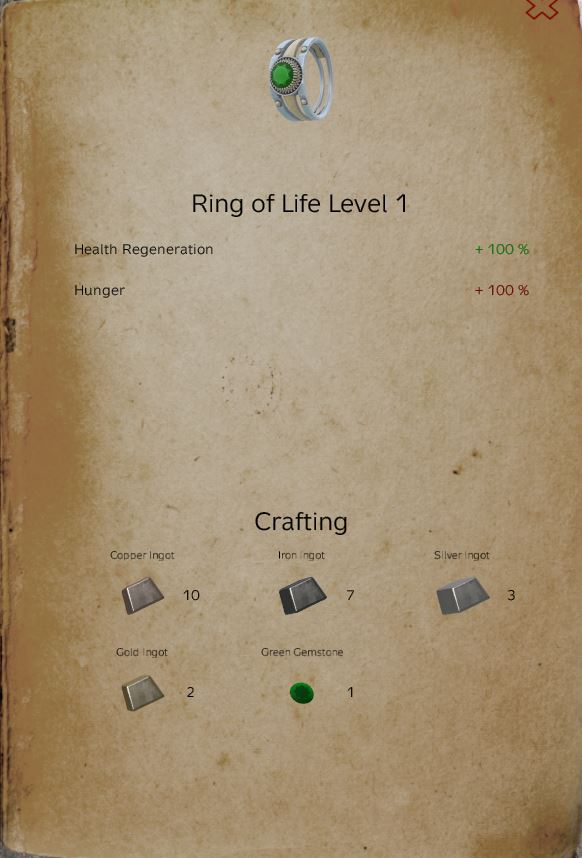 Ring of Life Level 1
Health Regeneration + 100 %
Hunger + 100 %
Crafting
Copper Ingot Iron Ingot Silver Ingot
10 7 3
Gold Ingot Green Gemstone
2 1